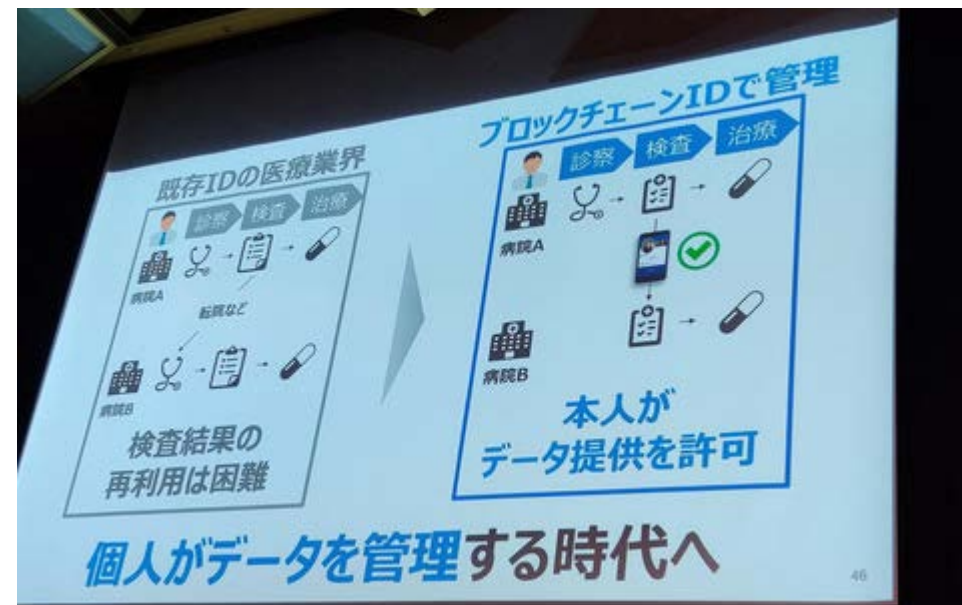 既存IDの医療業界
診察 検査 治療
病院A
転院など
病院B
検査結果の
再利用は困難
ブロックチェーンIDで管理
診察 検査 治療
病院A
病院B
本人が
データ提供を許可
個人がデータを管理する時代へ
46